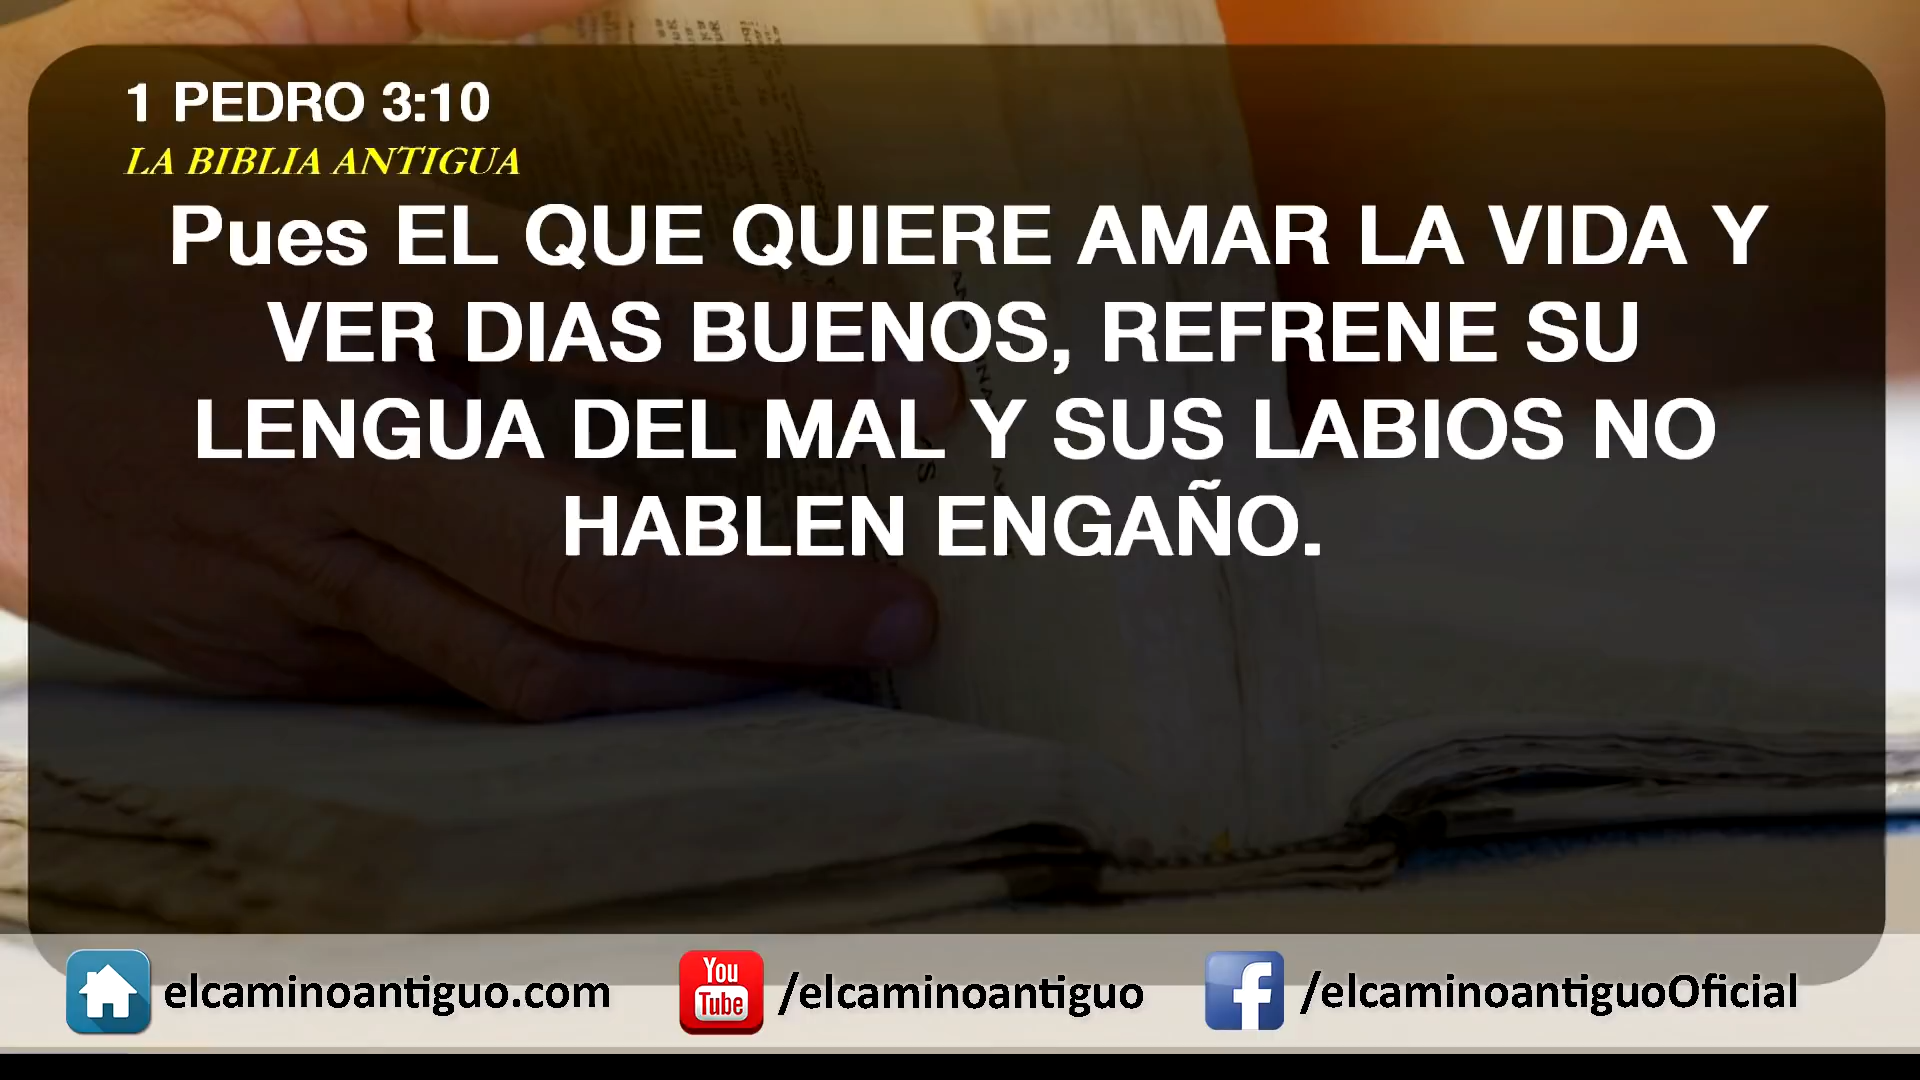 1 PEDRO 3:10
LA BIBLIA ANTIGUA
Pues EL QUE QUIERE AMAR LA VIDA Y
VER DIAS BUENOS, REFRENE SU
LENGUA DEL MAL Y SUS LABIOS NO
HABLEN ENGAÑO.
elcaminoantiguo.com
You Tube /elcaminoantiguo
f /elcaminoantiguoOficial